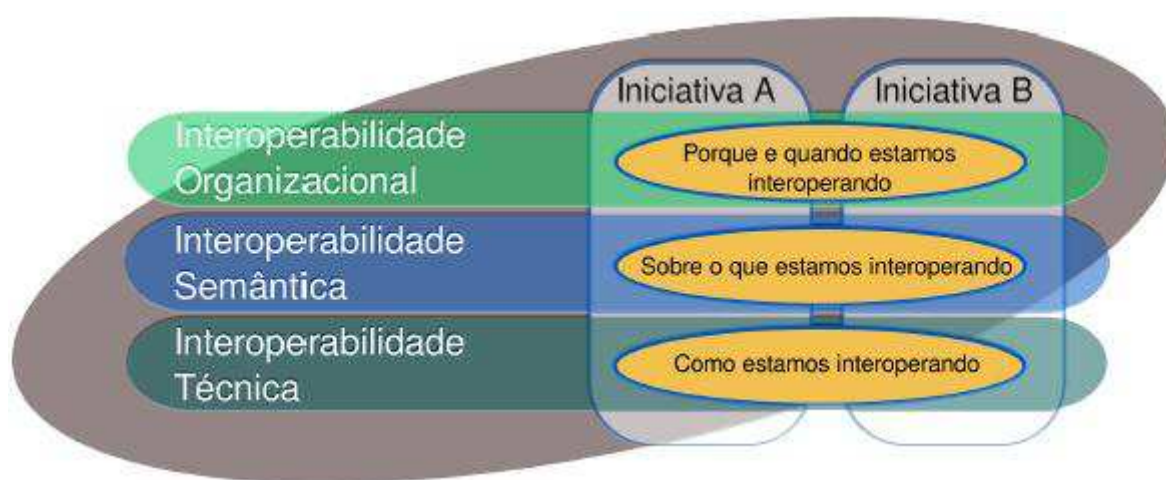 Iniciativa A
Iniciativa B
Interoperabilidade
Organizacional
Porque e quando estamos
interoperando
Interoperabilidade
Semântica
Sobre o que estamos interoperando
Interoperabilidade
Técnica
Como estamos interoperando